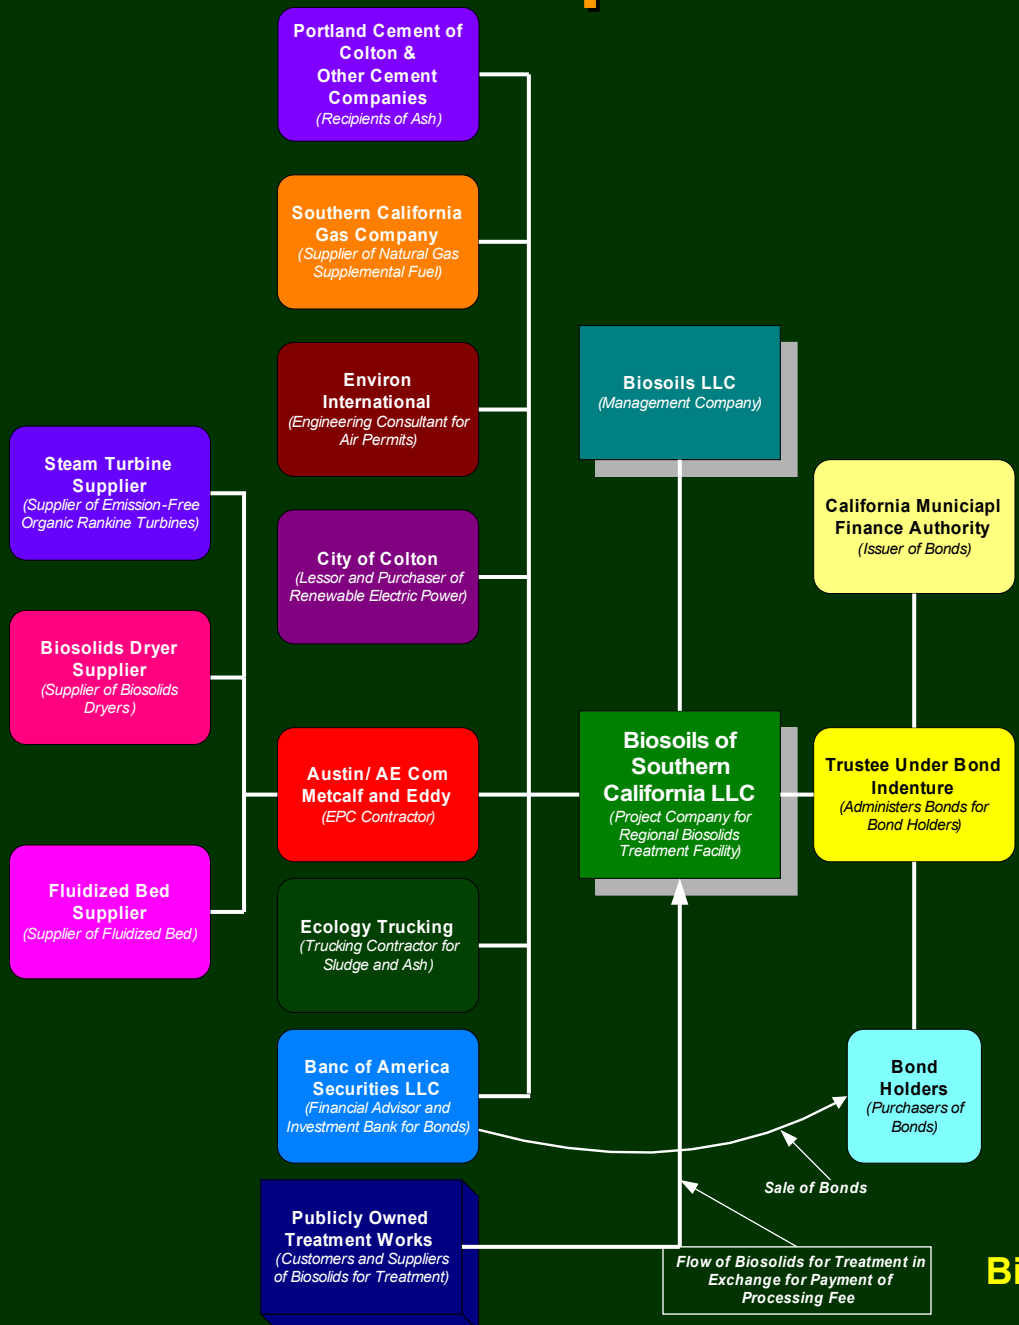 Portland Cement of
Colton &
Other Cement
Companies
(Recipients of Ash)
Southern California
Gas Company
(Supplier of Natural Gas
Supplemental Fuel)
Environ
International
(Engineering Consultant for
Air Permits)
Biosoils LLC
(Management Company)
Steam Turbine
Supplier
(Supplier of Emission-Free
Organic Rankine Turbines)
California Municiapl
Finance Authority
(Issuer of Bonds)
City of Colton
(Lessor and Purchaser of
Renewable Electric Power)
Biosolids Dryer
Supplier
(Supplier of Biosolids
Dryers)
Austin/ AE Com
Metcalf and Eddy
(EPC Contractor)
Biosoils of
Southern
California LLC
(Project Company for
Regional Biosolids
Treatment Facility)
Trustee Under Bond
Indenture
(Administers Bonds for
Bond Holders)
Fluidized Bed
Supplier
(Supplier of Fluidized Bed)
Ecology Trucking
(Trucking Contractor for
Sludge and Ash)
Banc of America
Securities LLC
(Financial Advisor and
Investment Bank for Bonds)
Bond
Holders
(Purchasers of
Bonds)
Sale of Bonds
Publicly Owned
Treatment Works
(Customers and Suppliers
of Biosolids for Treatment)
Flow of Biosolids for Treatment in
Exchange for Payment of
Processing Fee